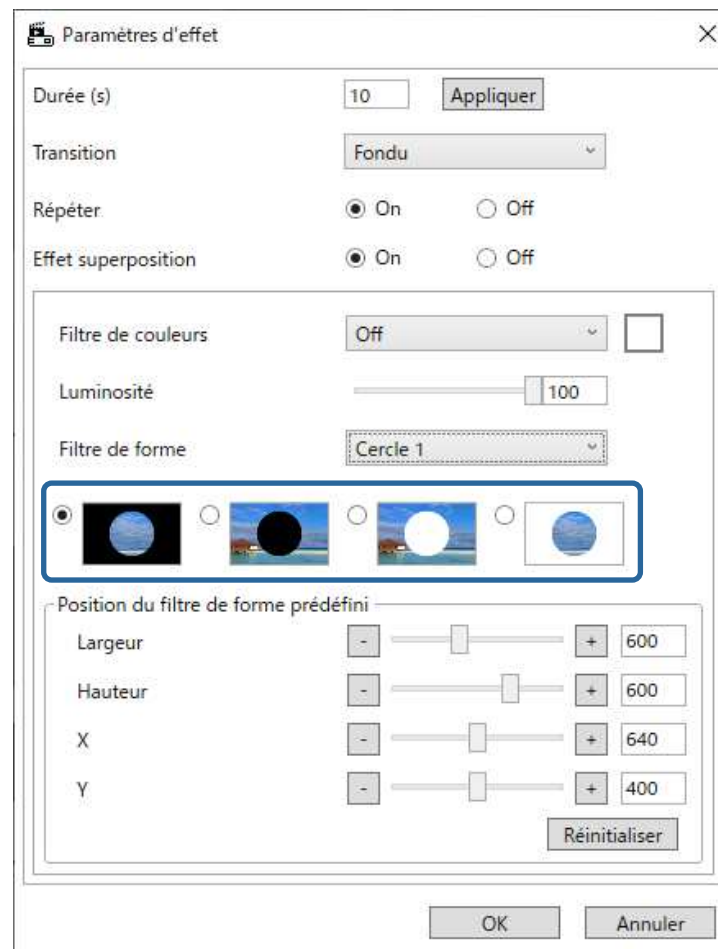 Paramètres d'effet
Durée (s) 10 Appliquer
Transition Fondu
Répéter On Off
Effet superposition On Off
Filtre de couleurs Off
Luminosité 100
Filtre de forme Cercle 1
Position du filtre de forme prédéfini
Largeur - + 600
Hauteur - + 600
X - + 640
Y - + 400
Réinitialiser
OK Annuler